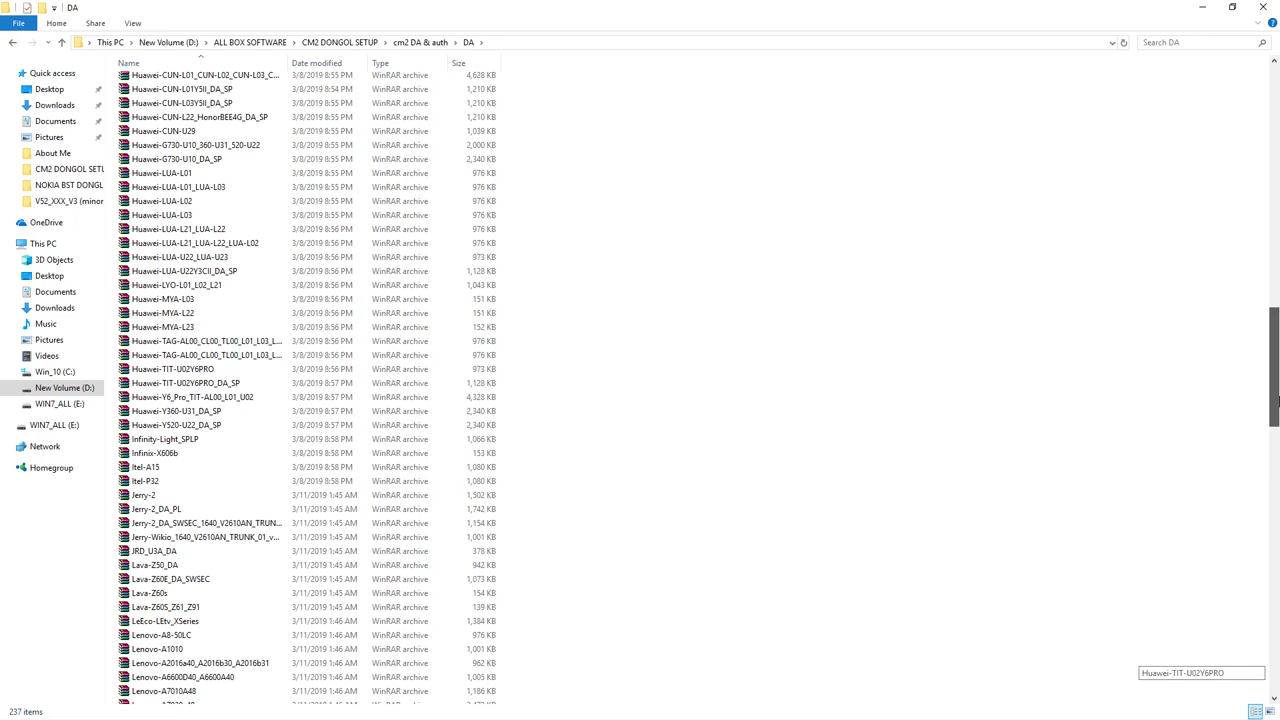 DA
File Home Share View
This PC New Volume (D:) ALL BOX SOFTWARE CM2 DONGOL SETUP cm2 DA & auth DA
Search DA
Name Date modified Type Size
Quick access
Desktop
Downloads
Documents
Pictures
About Me
CM2 DONGOL SETU
NOKIA BST DONGL
V52_XXX_V3 (minor
OneDrive
This PC
3D Objects
Desktop
Documents
Downloads
Music
Pictures
Videos
Win_10 (C:)
New Volume (D:)
WIN7_ALL (E:)
WIN7_ALL (E:)
Network
Homegroup
Huawei-CUN-L01_CUN-L02_CUN-L03_C... 3/8/2019 8:55 PM WinRAR archive 4,628 KB
Huawei-CUN-L01Y5II_DA_SP 3/8/2019 8:54 PM WinRAR archive 1,210 KB
Huawei-CUN-L03Y5II_DA_SP 3/8/2019 8:55 PM WinRAR archive 1,210 KB
Huawei-CUN-L22_HonorBEE4G_DA_SP 3/8/2019 8:55 PM WinRAR archive 1,210 KB
Huawei-CUN-U29 3/8/2019 8:55 PM WinRAR archive 1,039 KB
Huawei-G730-U10_360-U31_520-U22 3/8/2019 8:55 PM WinRAR archive 2,000 KB
Huawei-G730-U10_DA_SP 3/8/2019 8:55 PM WinRAR archive 2,340 KB
Huawei-LUA-L01 3/8/2019 8:55 PM WinRAR archive 976 KB
Huawei-LUA-L01_LUA-L03 3/8/2019 8:55 PM WinRAR archive 976 KB
Huawei-LUA-L02 3/8/2019 8:55 PM WinRAR archive 976 KB
Huawei-LUA-L03 3/8/2019 8:55 PM WinRAR archive 976 KB
Huawei-LUA-L21_LUA-L22 3/8/2019 8:56 PM WinRAR archive 976 KB
Huawei-LUA-L21_LUA-L22_LUA-L02 3/8/2019 8:56 PM WinRAR archive 976 KB
Huawei-LUA-U22_LUA-U23 3/8/2019 8:56 PM WinRAR archive 973 KB
Huawei-LUA-U22Y3CII_DA_SP 3/8/2019 8:56 PM WinRAR archive 1,128 KB
Huawei-LYO-L01_L02_L21 3/8/2019 8:56 PM WinRAR archive 1,043 KB
Huawei-MYA-L03 3/8/2019 8:56 PM WinRAR archive 151 KB
Huawei-MYA-L22 3/8/2019 8:56 PM WinRAR archive 151 KB
Huawei-MYA-L23 3/8/2019 8:56 PM WinRAR archive 152 KB
Huawei-TAG-AL00_CL00_TL00_L01_L03_L... 3/8/2019 8:56 PM WinRAR archive 976 KB
Huawei-TAG-AL00_CL00_TL00_L01_L03_L... 3/8/2019 8:56 PM WinRAR archive 976 KB
Huawei-TIT-U02Y6PRO 3/8/2019 8:56 PM WinRAR archive 973 KB
Huawei-TIT-U02Y6PRO_DA_SP 3/8/2019 8:57 PM WinRAR archive 1,128 KB
Huawei-Y6_Pro_TIT-AL00_L01_U02 3/8/2019 8:57 PM WinRAR archive 4,328 KB
Huawei-Y360-U31_DA_SP 3/8/2019 8:57 PM WinRAR archive 2,340 KB
Huawei-Y520-U22_DA_SP 3/8/2019 8:57 PM WinRAR archive 2,340 KB
Infinity-Light_SPLP 3/8/2019 8:58 PM WinRAR archive 1,066 KB
Infinix-X606b 3/8/2019 8:58 PM WinRAR archive 153 KB
Itel-A15 3/8/2019 8:58 PM WinRAR archive 1,080 KB
Itel-P32 3/8/2019 8:58 PM WinRAR archive 1,080 KB
Jerry-2 3/11/2019 1:45 AM WinRAR archive 1,502 KB
Jerry-2_DA_PL 3/11/2019 1:45 AM WinRAR archive 1,742 KB
Jerry-2_DA_SWSEC_1640_V2610AN_TRUN... 3/11/2019 1:45 AM WinRAR archive 1,154 KB
Jerry-Wikio_1640_V2610AN_TRUNK_01_v... 3/11/2019 1:45 AM WinRAR archive 1,001 KB
JRD_U3A_DA 3/11/2019 1:45 AM WinRAR archive 378 KB
Lava-Z50_DA 3/11/2019 1:45 AM WinRAR archive 942 KB
Lava-Z60E_DA_SWSEC 3/11/2019 1:45 AM WinRAR archive 1,073 KB
Lava-Z60s 3/11/2019 1:45 AM WinRAR archive 154 KB
Lava-Z60S_Z61_Z91 3/11/2019 1:45 AM WinRAR archive 139 KB
LeEco-LEtv_XSeries 3/11/2019 1:46 AM WinRAR archive 1,384 KB
Lenovo-A8-50LC 3/11/2019 1:46 AM WinRAR archive 976 KB
Lenovo-A1010 3/11/2019 1:46 AM WinRAR archive 1,001 KB
Lenovo-A2016a40_A2016b30_A2016b31 3/11/2019 1:46 AM WinRAR archive 962 KB
Lenovo-A6600D40_A6600A40 3/11/2019 1:46 AM WinRAR archive 1,005 KB
Lenovo-A7010A48 3/11/2019 1:46 AM WinRAR archive 1,186 KB
Huawei-TIT-U02Y6PRO
237 items